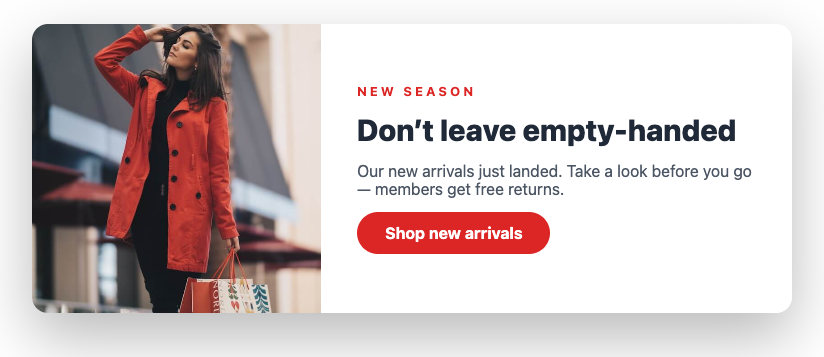 NEW SEASON
Don’t leave empty-handed
Our new arrivals just landed. Take a look before you go
— members get free returns.
Shop new arrivals